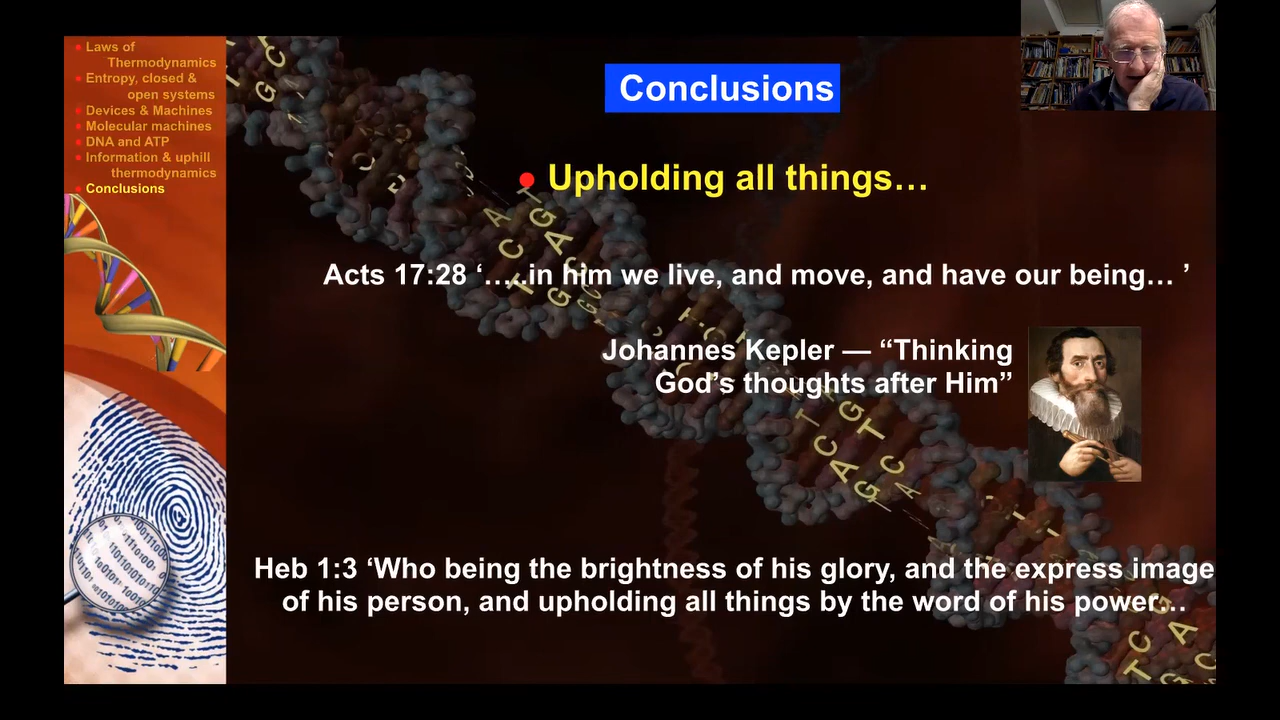 Laws of
Thermodynamics
Entropy, closed &
open systems
Devices & Machines
Molecular machines
DNA and ATP
Information & uphill
thermodynamics
Conclusions
Conclusions
Upholding all things…
Acts 17:28 ‘…..in him we live, and move, and have our being… ’
Johannes Kepler — “Thinking
God’s thoughts after Him”
Heb 1:3 ‘Who being the brightness of his glory, and the express image
of his person, and upholding all things by the word of his power…